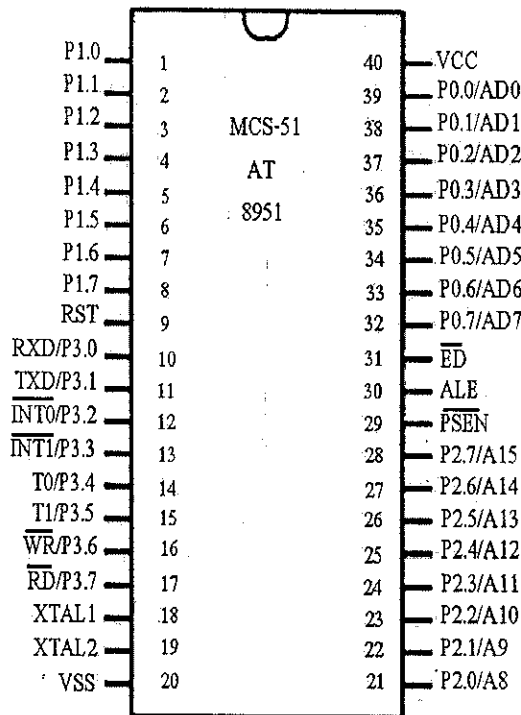 P1.0 1 40 VCC
P1.1 2 39 P0.0/AD0
P1.2 3 MCS-51 38 P0.1/AD1
P1.3 4 AT 37 P0.2/AD2
P1.4 5 8951 36 P0.3/AD3
P1.5 6 35 P0.4/AD4
P1.6 7 34 P0.5/AD5
P1.7 8 33 P0.6/AD6
RST 9 32 P0.7/AD7
RXD/P3.0 10 31 E̅D̅
TXD/P3.1 11 30 ALE
I̅N̅T̅0̅/P3.2 12 29 P̅S̅E̅N̅
I̅N̅T̅1̅/P3.3 13 28 P2.7/A15
T0/P3.4 14 27 P2.6/A14
T1/P3.5 15 26 P2.5/A13
W̅R̅/P3.6 16 25 P2.4/A12
R̅D̅/P3.7 17 24 P2.3/A11
XTAL1 18 23 P2.2/A10
XTAL2 19 22 P2.1/A9
VSS 20 21 P2.0/A8